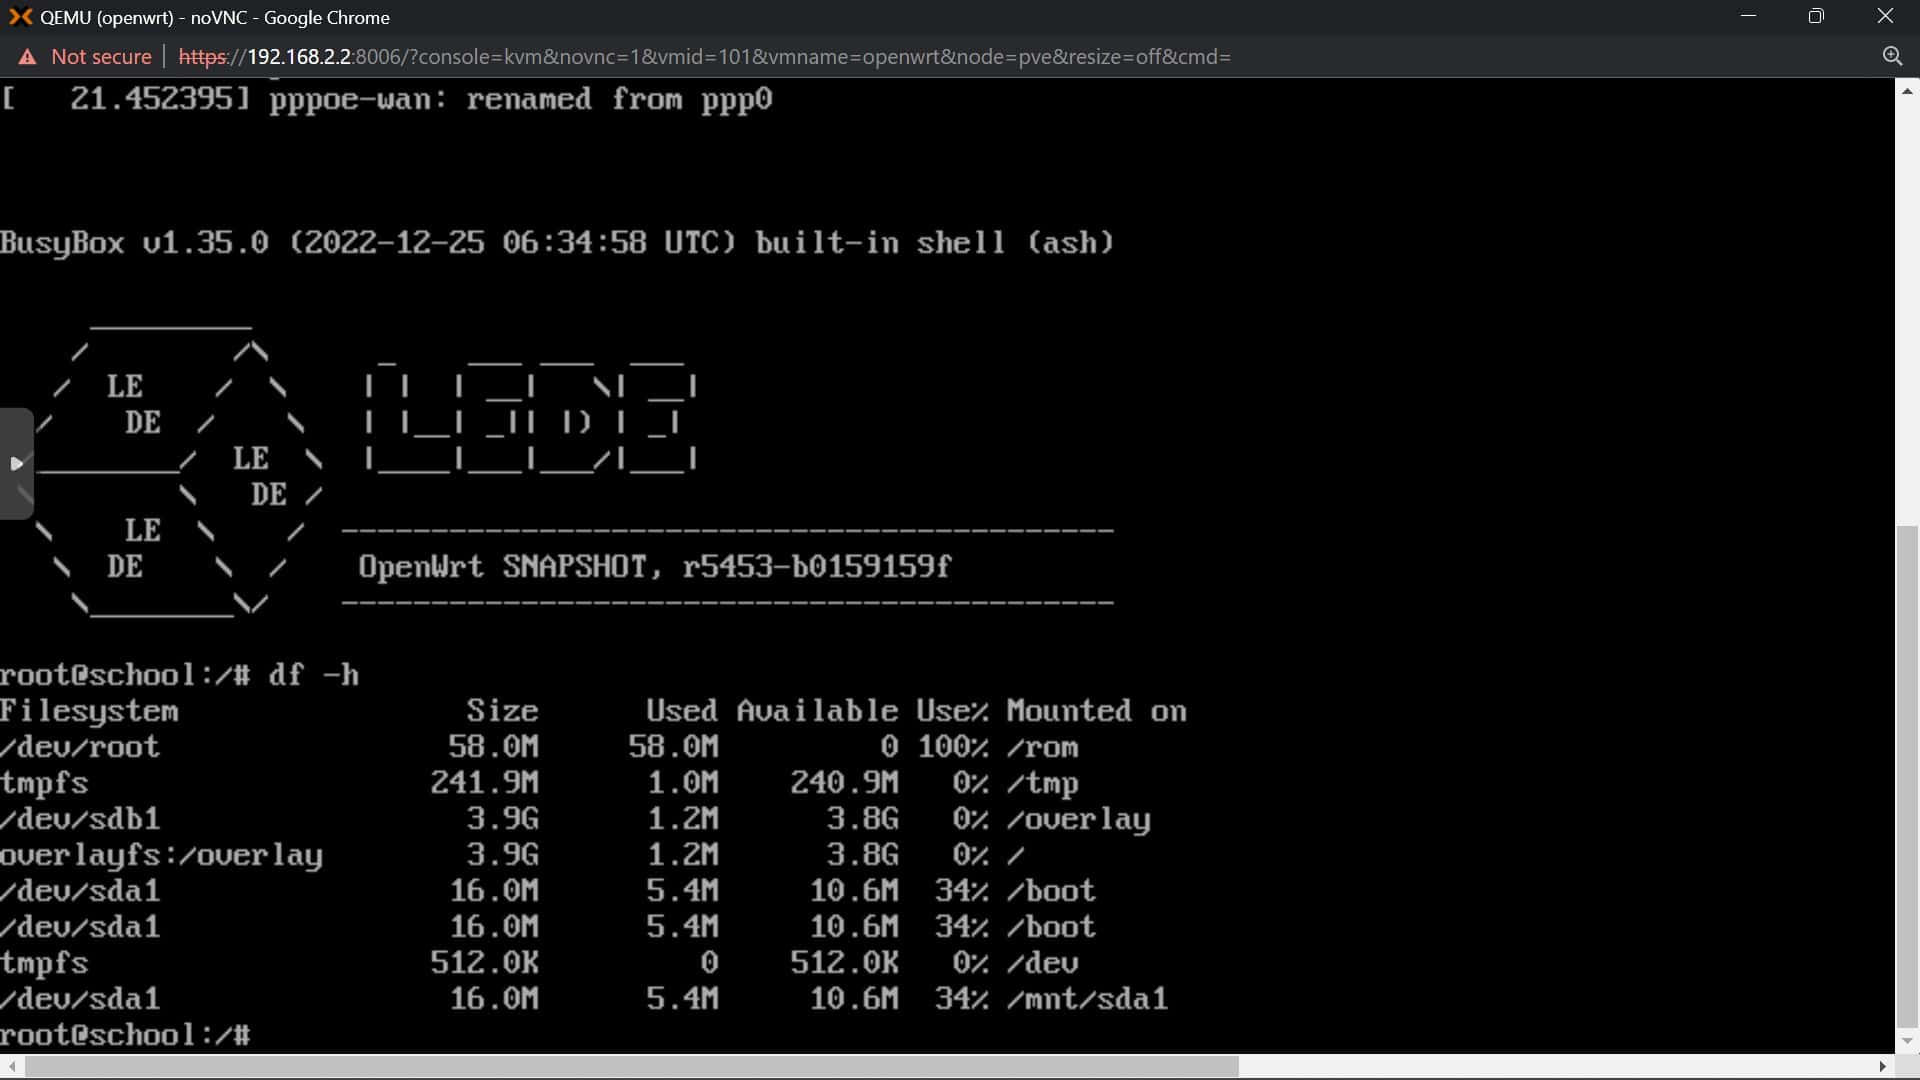 QEMU (openwrt) - noVNC - Google Chrome
Not secure | https://192.168.2.2:8006/?console=kvm&novnc=1&vmid=101&vmname=openwrt&node=pve&resize=off&cmd=
[   21.452395] pppoe-wan: renamed from ppp0
BusyBox v1.35.0 (2022-12-25 06:34:58 UTC) built-in shell (ash)
LE
DE
LEDE
LE
DE
LE
DE
OpenWrt SNAPSHOT, r5453-b0159159f
root@school:/# df -h
Filesystem                Size      Used Available Use% Mounted on
/dev/root                58.0M     58.0M         0 100% /rom
tmpfs                   241.9M      1.0M    240.9M   0% /tmp
/dev/sdb1                 3.9G      1.2M      3.8G   0% /overlay
overlayfs:/overlay        3.9G      1.2M      3.8G   0% /
/dev/sda1                16.0M      5.4M     10.6M  34% /boot
/dev/sda1                16.0M      5.4M     10.6M  34% /boot
tmpfs                   512.0K         0    512.0K   0% /dev
/dev/sda1                16.0M      5.4M     10.6M  34% /mnt/sda1
root@school:/#